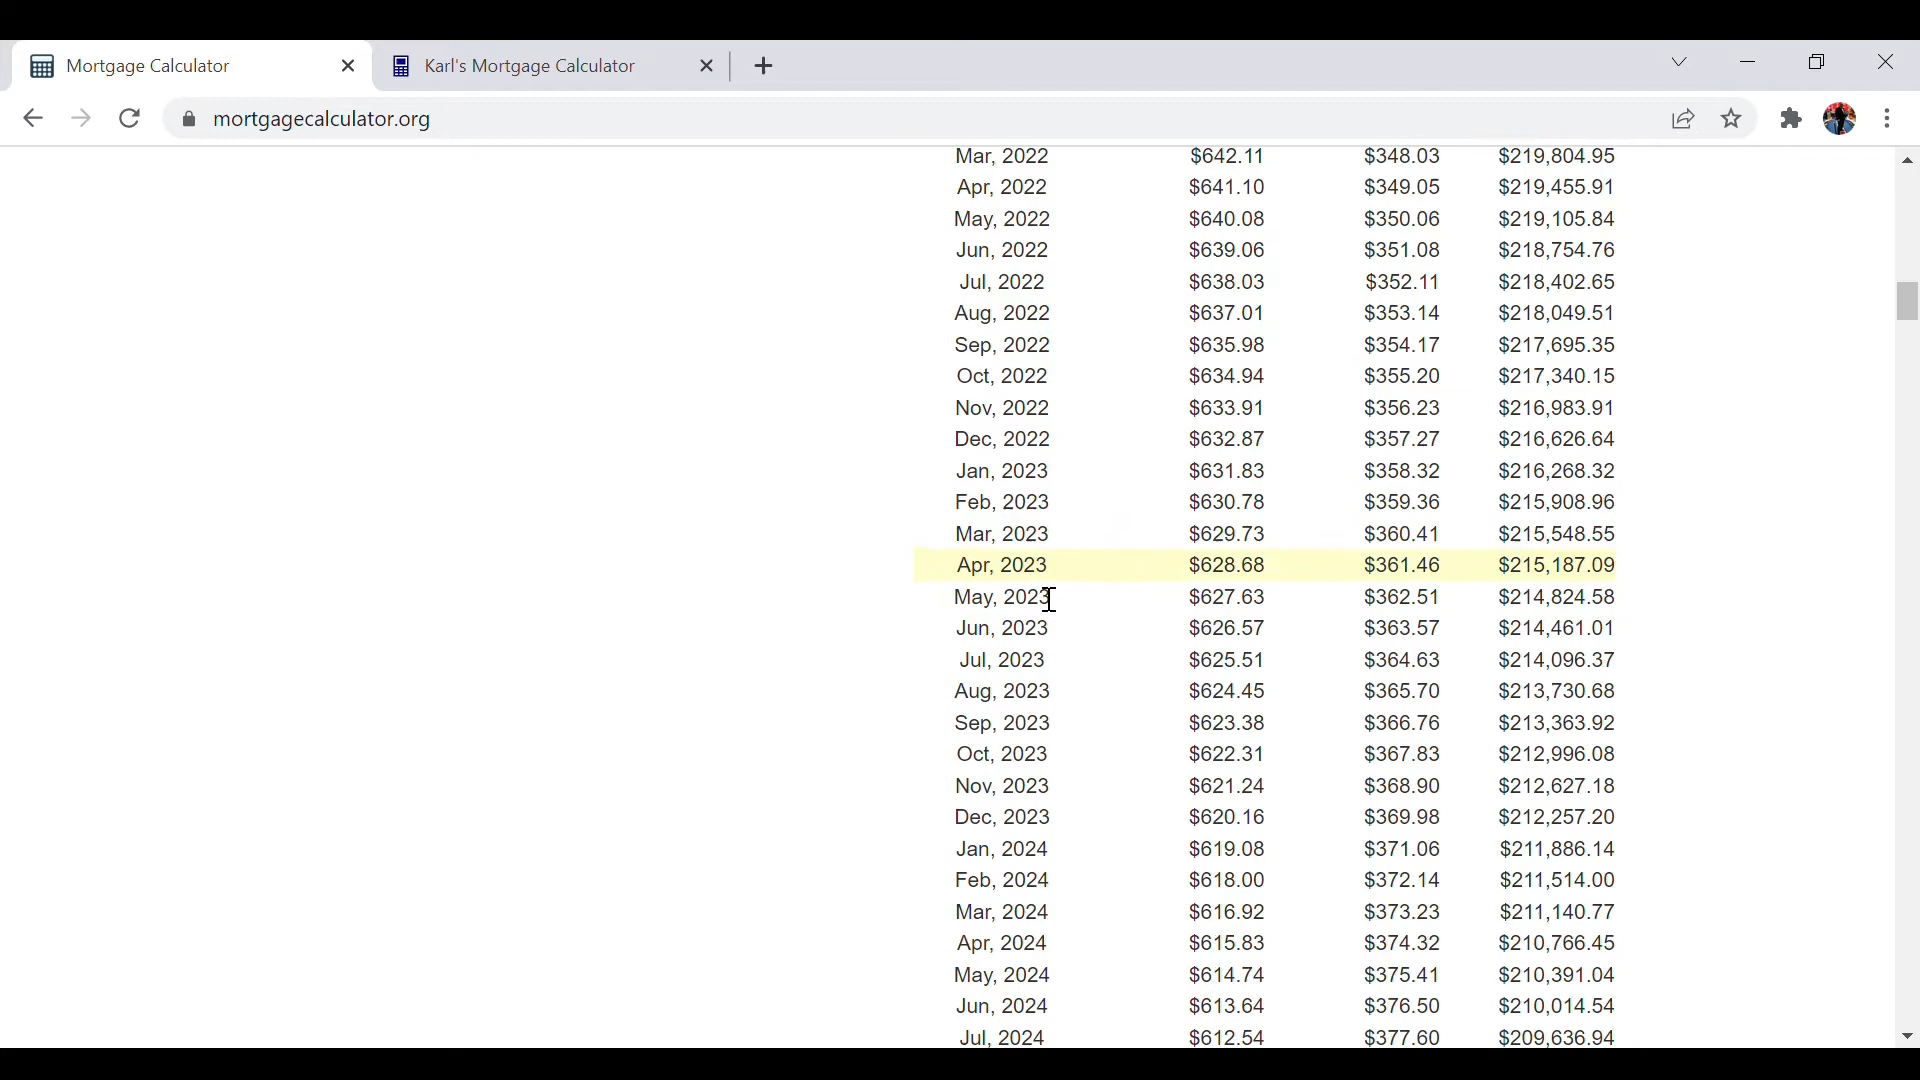 Mortgage Calculator Karl's Mortgage Calculator
mortgagecalculator.org
Mar, 2022 $642.11 $348.03 $219,804.95
Apr, 2022 $641.10 $349.05 $219,455.91
May, 2022 $640.08 $350.06 $219,105.84
Jun, 2022 $639.06 $351.08 $218,754.76
Jul, 2022 $638.03 $352.11 $218,402.65
Aug, 2022 $637.01 $353.14 $218,049.51
Sep, 2022 $635.98 $354.17 $217,695.35
Oct, 2022 $634.94 $355.20 $217,340.15
Nov, 2022 $633.91 $356.23 $216,983.91
Dec, 2022 $632.87 $357.27 $216,626.64
Jan, 2023 $631.83 $358.32 $216,268.32
Feb, 2023 $630.78 $359.36 $215,908.96
Mar, 2023 $629.73 $360.41 $215,548.55
Apr, 2023 $628.68 $361.46 $215,187.09
May, 2023 $627.63 $362.51 $214,824.58
Jun, 2023 $626.57 $363.57 $214,461.01
Jul, 2023 $625.51 $364.63 $214,096.37
Aug, 2023 $624.45 $365.70 $213,730.68
Sep, 2023 $623.38 $366.76 $213,363.92
Oct, 2023 $622.31 $367.83 $212,996.08
Nov, 2023 $621.24 $368.90 $212,627.18
Dec, 2023 $620.16 $369.98 $212,257.20
Jan, 2024 $619.08 $371.06 $211,886.14
Feb, 2024 $618.00 $372.14 $211,514.00
Mar, 2024 $616.92 $373.23 $211,140.77
Apr, 2024 $615.83 $374.32 $210,766.45
May, 2024 $614.74 $375.41 $210,391.04
Jun, 2024 $613.64 $376.50 $210,014.54
Jul, 2024 $612.54 $377.60 $209,636.94